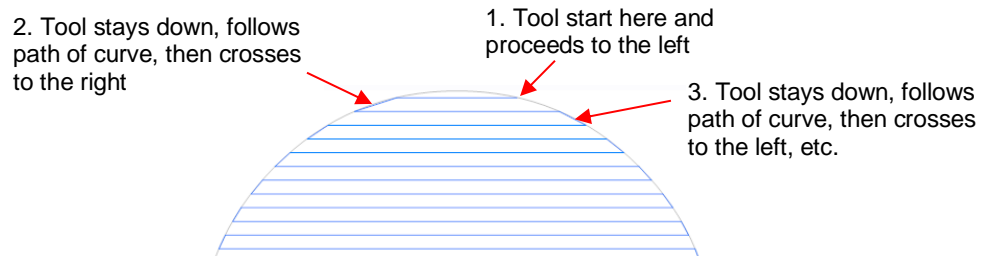 1. Tool start here and
proceeds to the left
2. Tool stays down, follows
path of curve, then crosses
to the right
3. Tool stays down, follows
path of curve, then crosses
to the left, etc.